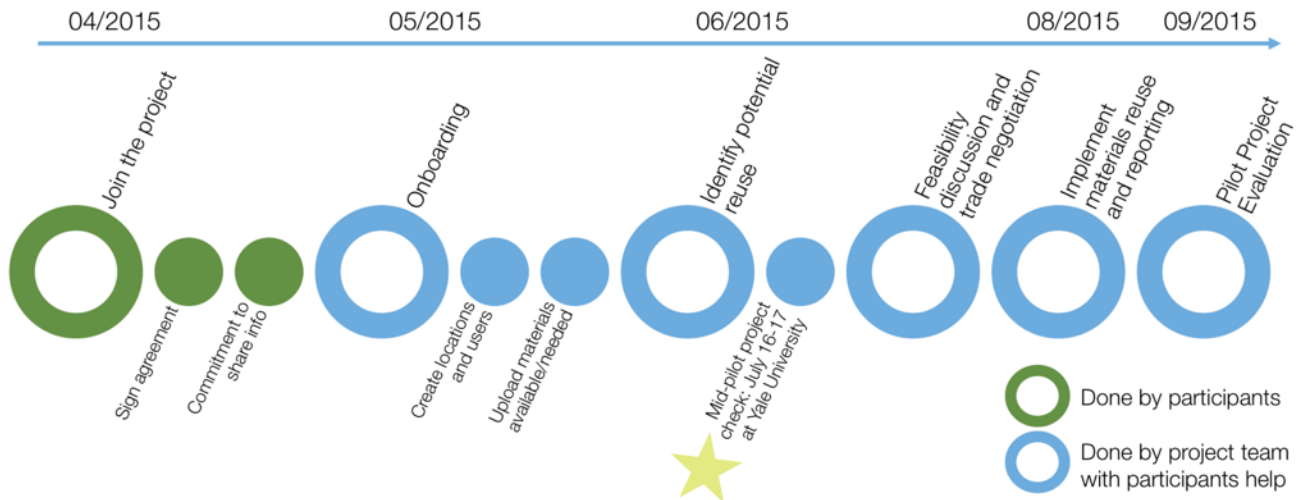 04/2015
05/2015
06/2015
08/2015
09/2015
Join the project
Sign agreement
Commitment to
share info
Onboarding
Create locations
and users
Upload materials
available/needed
Identify potential
reuse
Mid-pilot project
check: July 16-17
at Yale University
Feasibility
discussion and
trade negotiation
Implement
materials reuse
and reporting
Pilot Project
Evaluation
Done by participants
Done by project team
with participants help